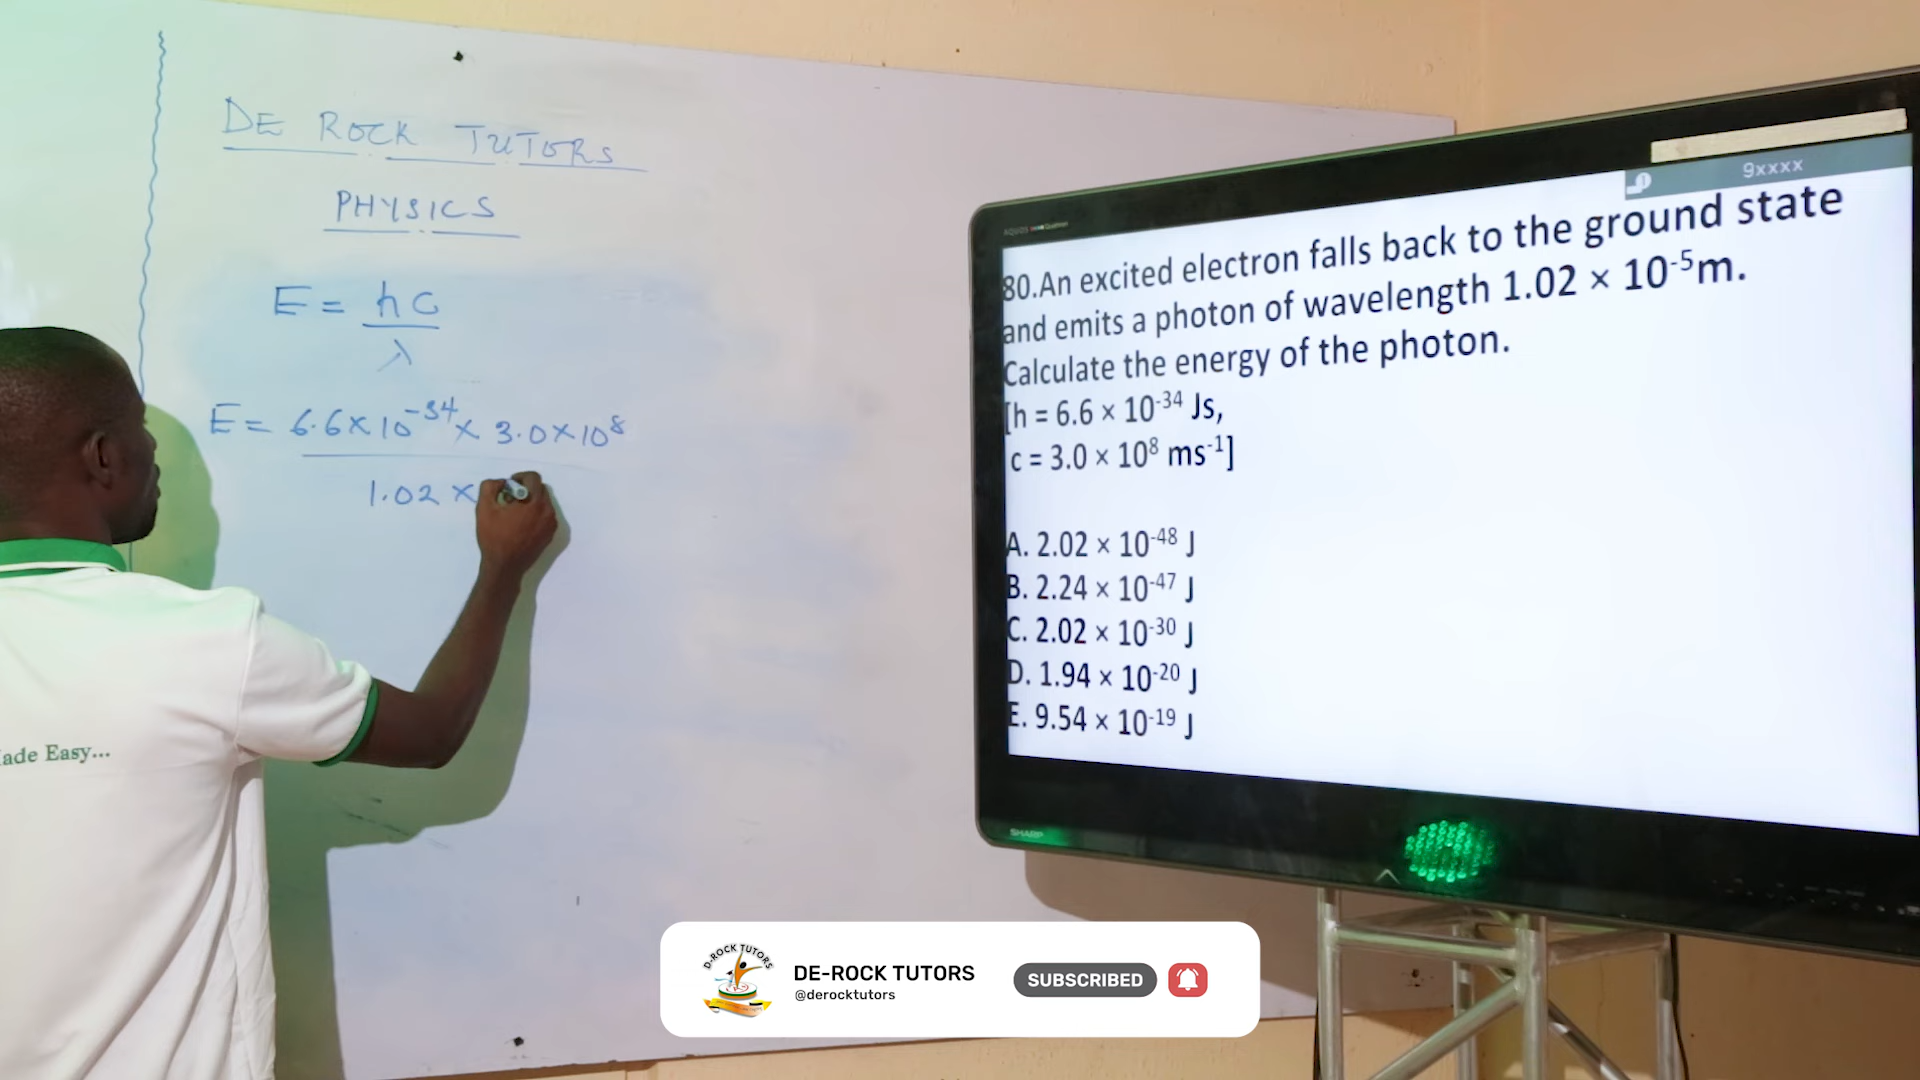 DE ROCK TUTORS
PHYSICS
E = hc
λ
E = 6.6×10⁻³⁴× 3.0×10⁸
1.02 ×
ade Easy...
9xxxx
80.An excited electron falls back to the ground state
and emits a photon of wavelength 1.02 × 10⁻⁵m.
Calculate the energy of the photon.
[h = 6.6 × 10⁻³⁴ Js,
c = 3.0 × 10⁸ ms⁻¹]
A. 2.02 × 10⁻⁴⁸ J
B. 2.24 × 10⁻⁴⁷ J
C. 2.02 × 10⁻³⁰ J
D. 1.94 × 10⁻²⁰ J
E. 9.54 × 10⁻¹⁹ J
SHARP
D-ROCK TUTORS
DE-ROCK TUTORS
@derocktutors
SUBSCRIBED